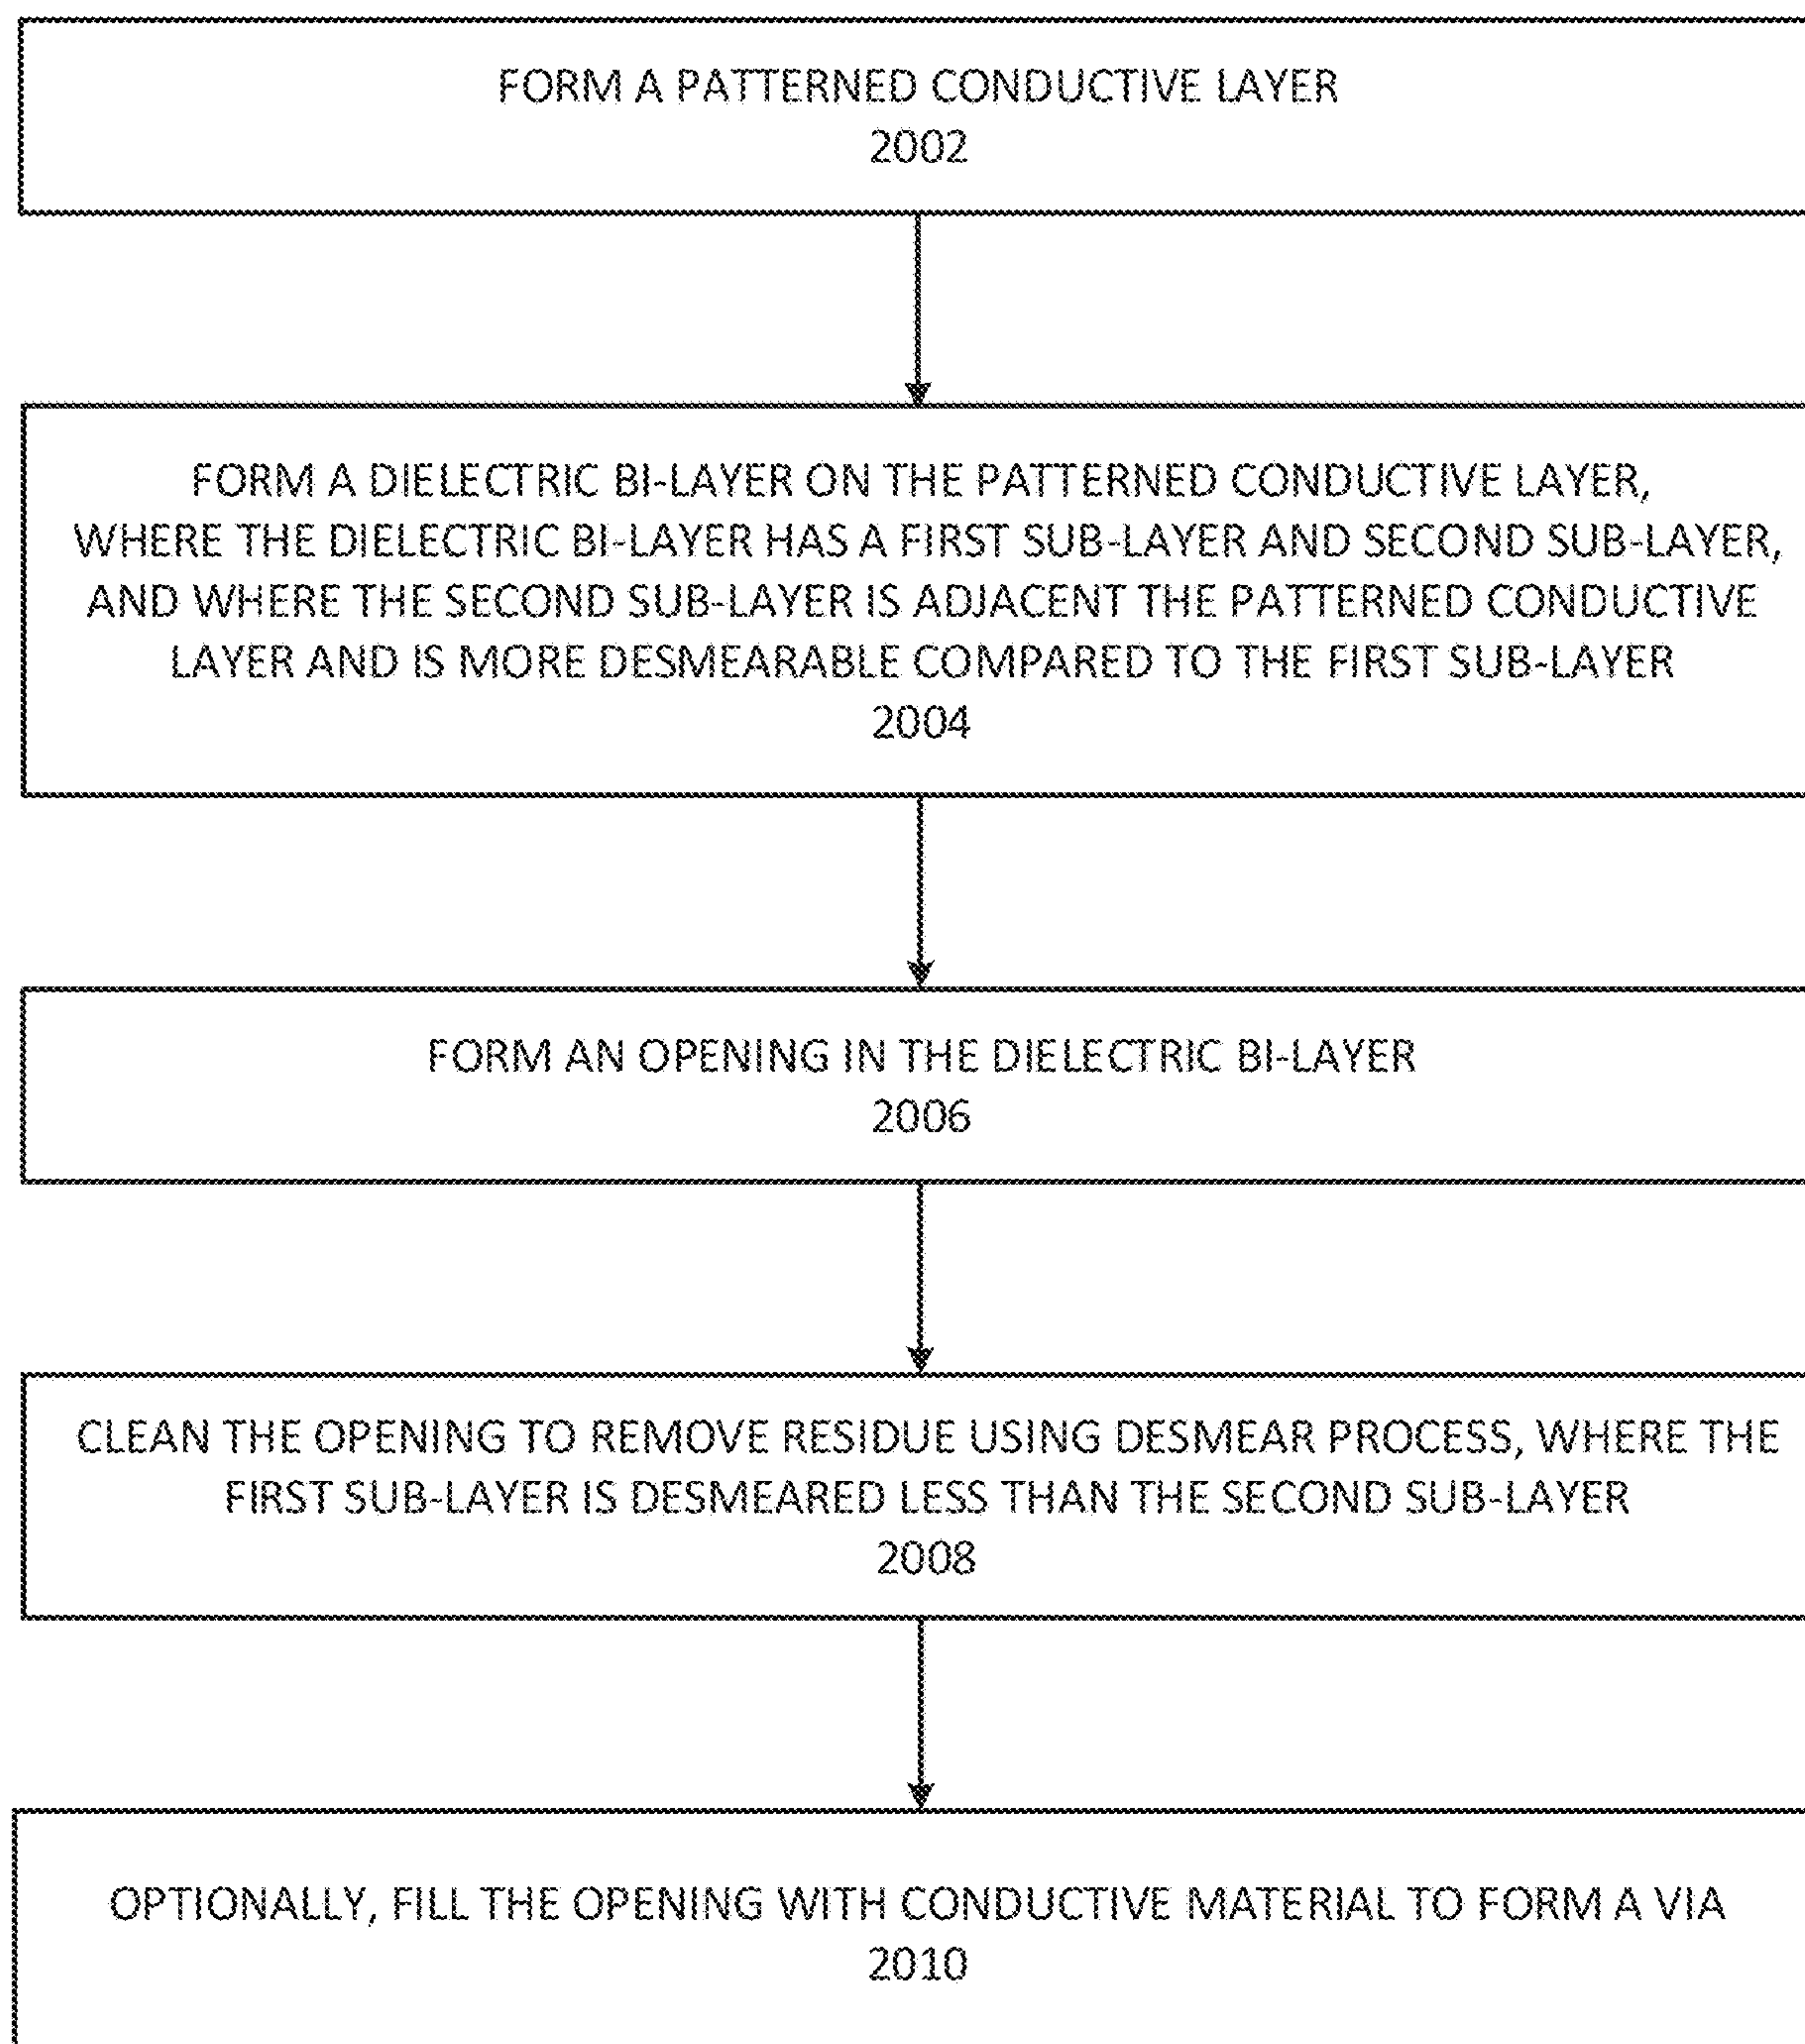 FORM A PATTERNED CONDUCTIVE LAYER
2002
FORM A DIELECTRIC BI-LAYER ON THE PATTERNED CONDUCTIVE LAYER,
WHERE THE DIELECTRIC BI-LAYER HAS A FIRST SUB-LAYER AND SECOND SUB-LAYER,
AND WHERE THE SECOND SUB-LAYER IS ADJACENT THE PATTERNED CONDUCTIVE
LAYER AND IS MORE DESMEARABLE COMPARED TO THE FIRST SUB-LAYER
2004
FORM AN OPENING IN THE DIELECTRIC BI-LAYER
2006
CLEAN THE OPENING TO REMOVE RESIDUE USING DESMEAR PROCESS, WHERE THE
FIRST SUB-LAYER IS DESMEARED LESS THAN THE SECOND SUB-LAYER
2008
OPTIONALLY, FILL THE OPENING WITH CONDUCTIVE MATERIAL TO FORM A VIA
2010